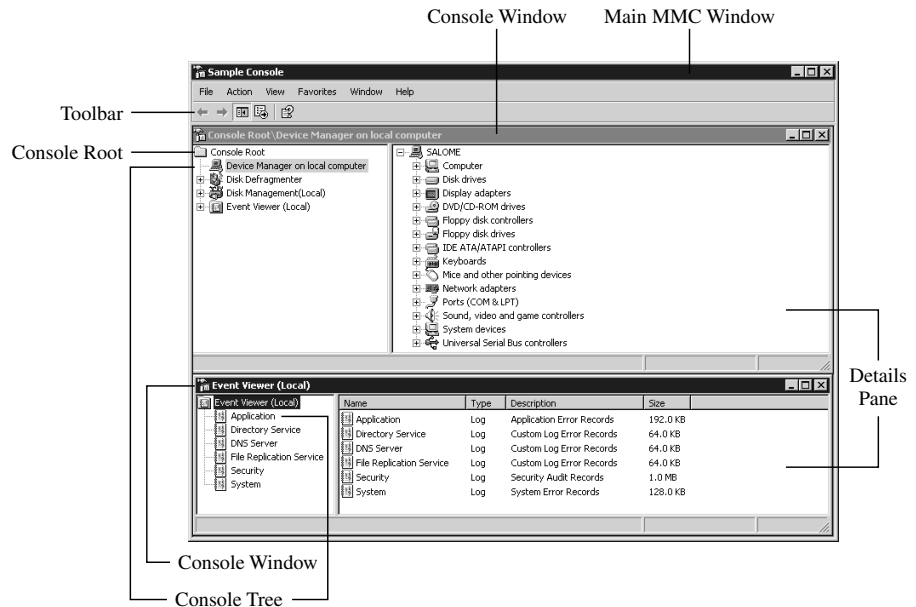 Console Window
Main MMC Window
Sample Console
File Action View Favorites Window Help
Toolbar
Console Root\Device Manager on local computer
Console Root
Console Root
Device Manager on local computer
Disk Defragmenter
Disk Management(Local)
Event Viewer (Local)
SALOME
Computer
Disk drives
Display adapters
DVD/CD-ROM drives
Floppy disk controllers
Floppy disk drives
IDE ATA/ATAPI controllers
Keyboards
Mice and other pointing devices
Network adapters
Ports (COM & LPT)
Sound, video and game controllers
System devices
Universal Serial Bus controllers
Details
Pane
Event Viewer (Local)
Event Viewer (Local)
Application
Directory Service
DNS Server
File Replication Service
Security
System
Name Type Description Size
Application Log Application Error Records 192.0 KB
Directory Service Log Custom Log Error Records 64.0 KB
DNS Server Log Custom Log Error Records 64.0 KB
File Replication Service Log Custom Log Error Records 64.0 KB
Security Log Security Audit Records 1.0 MB
System Log System Error Records 128.0 KB
Console Window
Console Tree